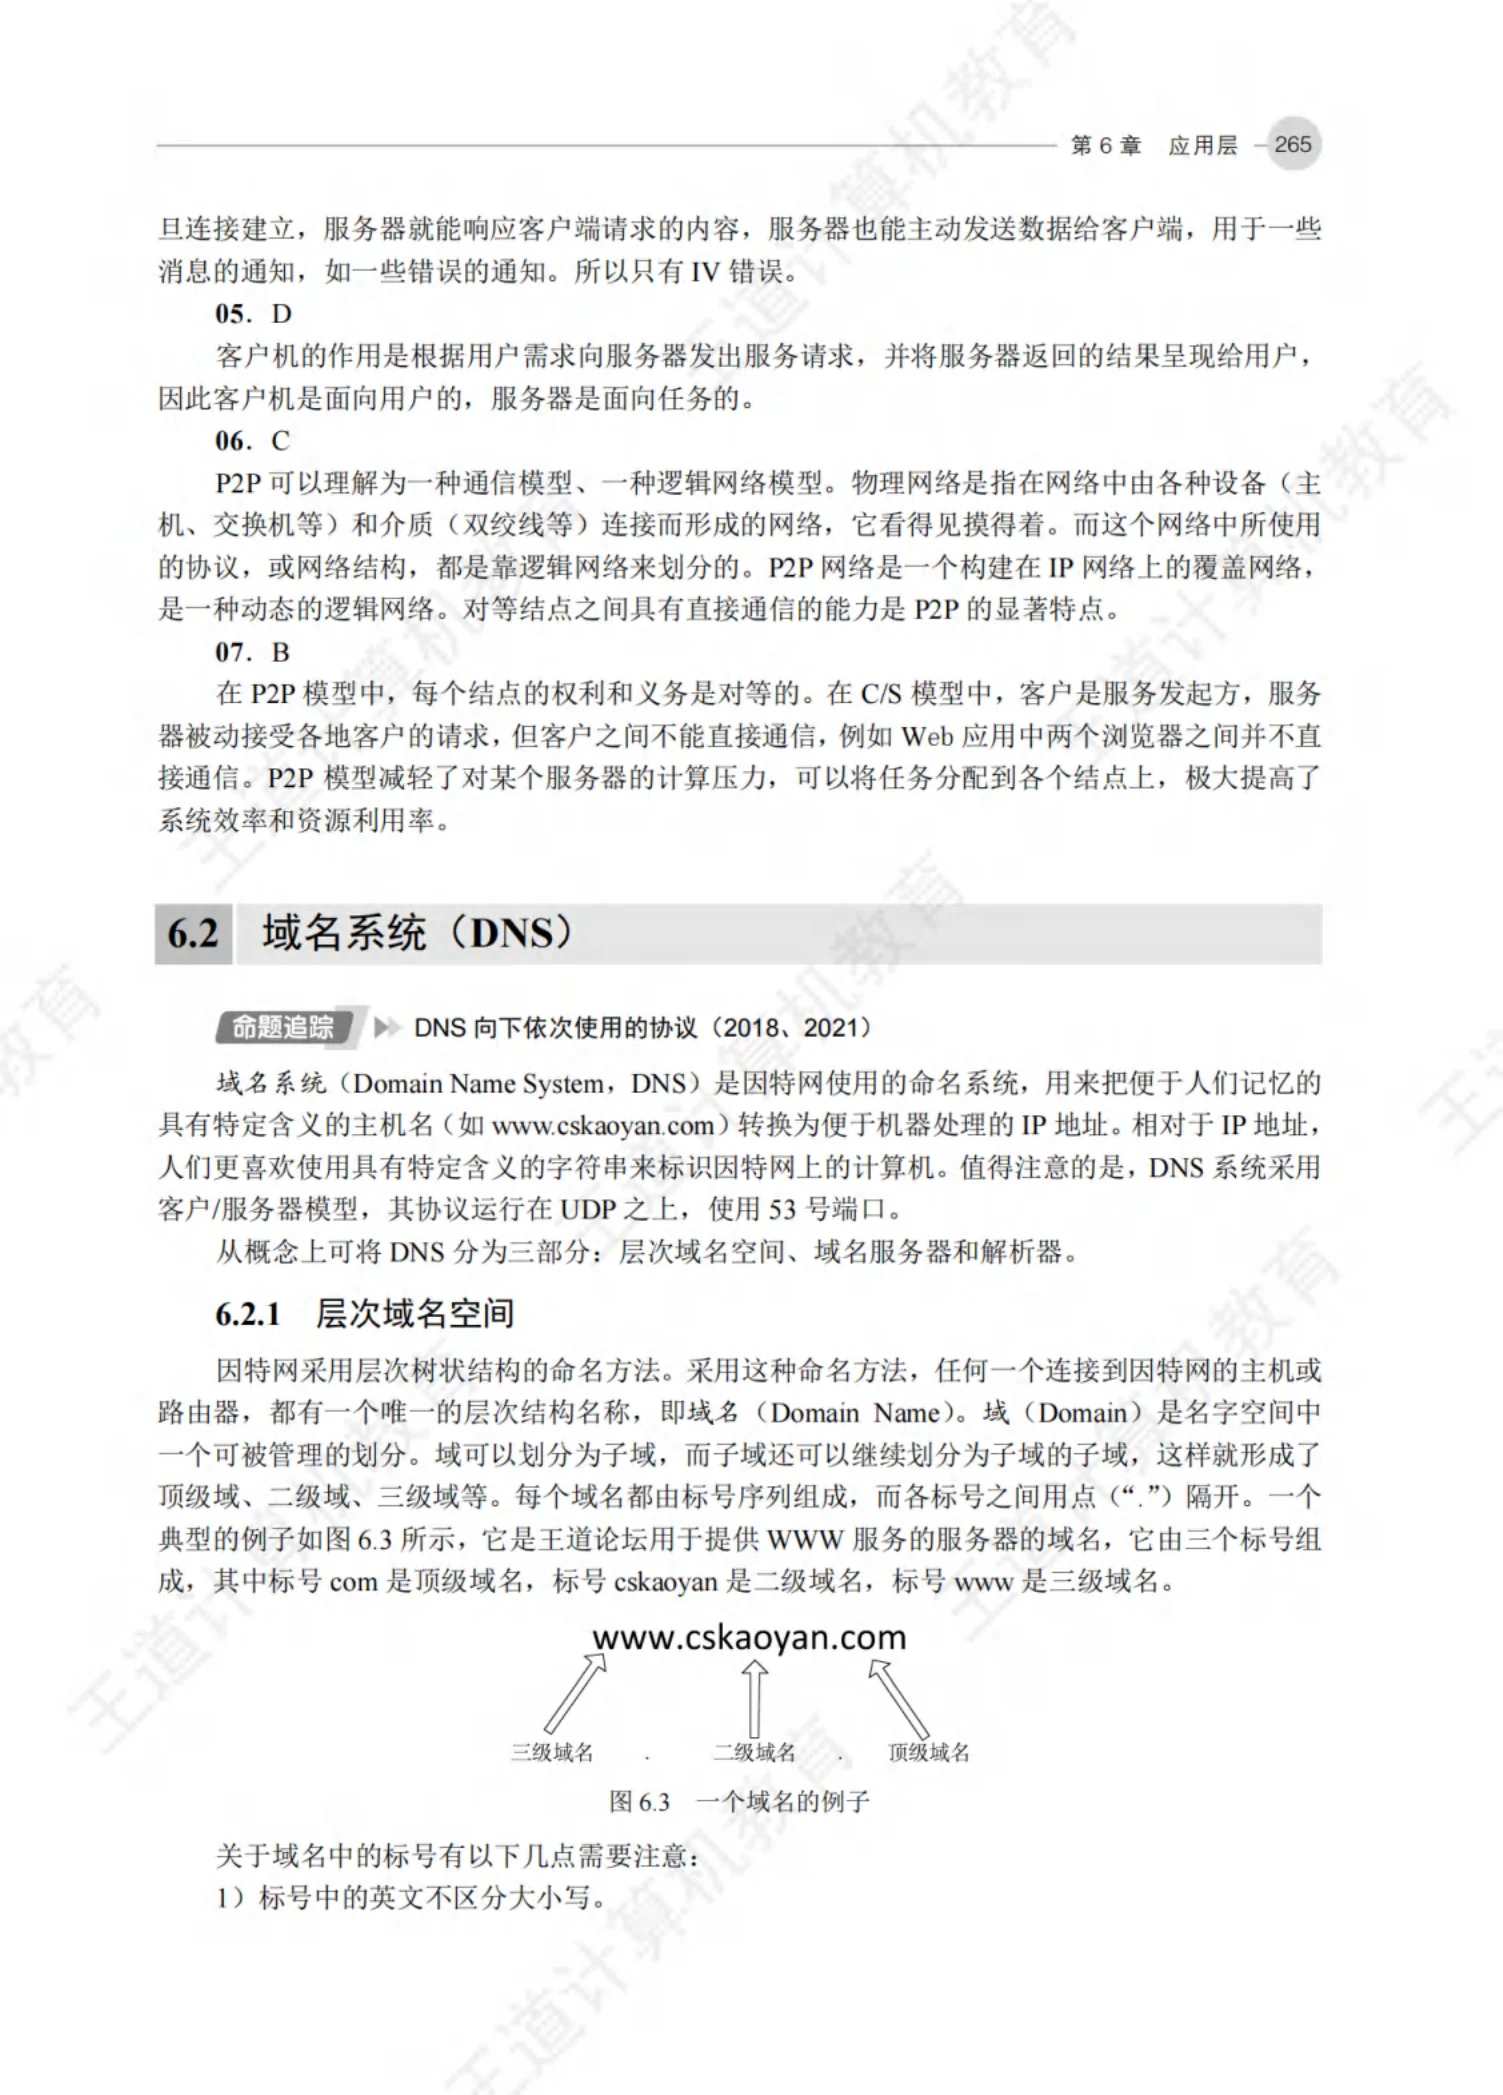 第 6 章　应用层　265
旦连接建立，服务器就能响应客户端请求的内容，服务器也能主动发送数据给客户端，用于一些
消息的通知，如一些错误的通知。所以只有 IV 错误。
05．D
客户机的作用是根据用户需求向服务器发出服务请求，并将服务器返回的结果呈现给用户，
因此客户机是面向用户的，服务器是面向任务的。
06．C
P2P 可以理解为一种通信模型、一种逻辑网络模型。物理网络是指在网络中由各种设备（主
机、交换机等）和介质（双绞线等）连接而形成的网络，它看得见摸得着。而这个网络中所使用
的协议，或网络结构，都是靠逻辑网络来划分的。P2P 网络是一个构建在 IP 网络上的覆盖网络，
是一种动态的逻辑网络。对等结点之间具有直接通信的能力是 P2P 的显著特点。
07．B
在 P2P 模型中，每个结点的权利和义务是对等的。在 C/S 模型中，客户是服务发起方，服务
器被动接受各地客户的请求，但客户之间不能直接通信，例如 Web 应用中两个浏览器之间并不直
接通信。P2P 模型减轻了对某个服务器的计算压力，可以将任务分配到各个结点上，极大提高了
系统效率和资源利用率。
6.2　域名系统（DNS）
命题追踪　DNS 向下依次使用的协议（2018、2021）
域名系统（Domain Name System，DNS）是因特网使用的命名系统，用来把便于人们记忆的
具有特定含义的主机名（如 www.cskaoyan.com）转换为便于机器处理的 IP 地址。相对于 IP 地址，
人们更喜欢使用具有特定含义的字符串来标识因特网上的计算机。值得注意的是，DNS 系统采用
客户/服务器模型，其协议运行在 UDP 之上，使用 53 号端口。
从概念上可将 DNS 分为三部分：层次域名空间、域名服务器和解析器。
6.2.1　层次域名空间
因特网采用层次树状结构的命名方法。采用这种命名方法，任何一个连接到因特网的主机或
路由器，都有一个唯一的层次结构名称，即域名（Domain Name）。域（Domain）是名字空间中
一个可被管理的划分。域可以划分为子域，而子域还可以继续划分为子域的子域，这样就形成了
顶级域、二级域、三级域等。每个域名都由标号序列组成，而各标号之间用点（“.”）隔开。一个
典型的例子如图 6.3 所示，它是王道论坛用于提供 WWW 服务的服务器的域名，它由三个标号组
成，其中标号 com 是顶级域名，标号 cskaoyan 是二级域名，标号 www 是三级域名。
www.cskaoyan.com
三级域名　.　二级域名　.　顶级域名
图 6.3　一个域名的例子
关于域名中的标号有以下几点需要注意：
1）标号中的英文不区分大小写。
王道计算机教育